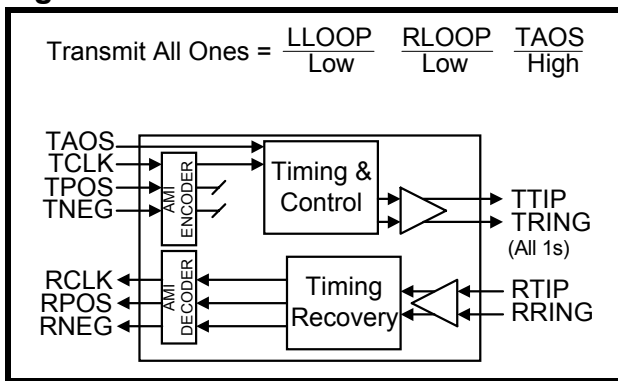 Transmit All Ones = LLOOP RLOOP TAOS
Low Low High
TAOS
TCLK
TPOS
TNEG
AMI
ENCODER
Timing &
Control
TTIP
TRING
(All 1s)
RCLK
RPOS
RNEG
AMI
DECODER
Timing
Recovery
RTIP
RRING